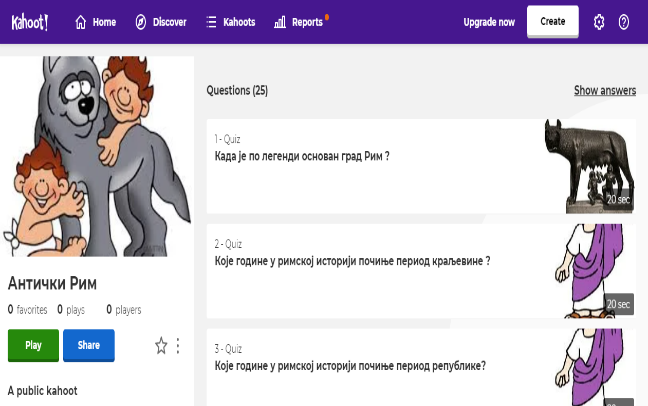 Kahoot!
Home
Discover
Kahoots
Reports
Upgrade now
Create
Questions (25)
Show answers
1 - Quiz
Када је по легенди основан град Рим ?
20 sec
2 - Quiz
Које године у римској историји почиње период краљевине ?
20 sec
3 - Quiz
Које године у римској историји почиње период републике?
Антички Рим
0 favorites 0 plays 0 players
Play
Share
A public kahoot